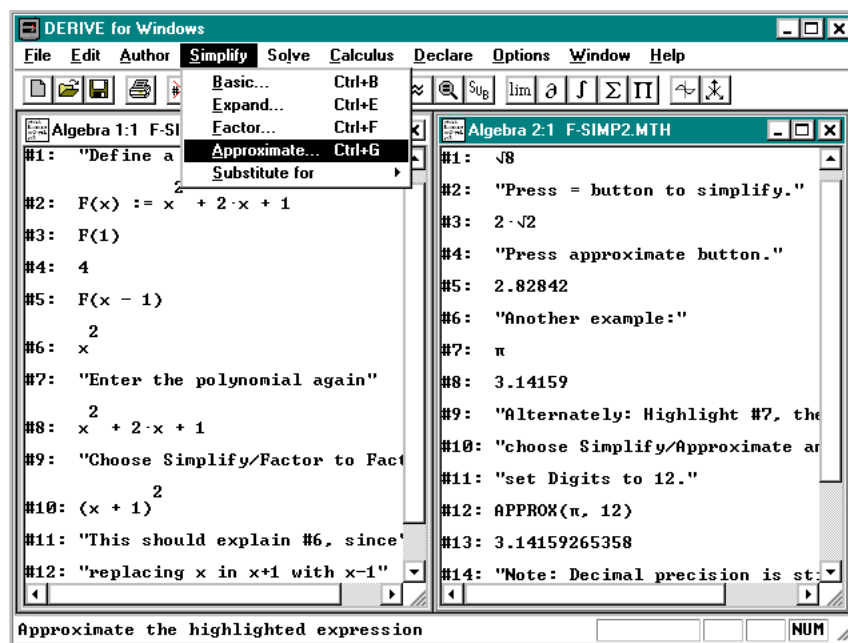 DERIVE for Windows
File Edit Author Simplify Solve Calculus Declare Options Window Help
Basic... Ctrl+B
Expand... Ctrl+E
Factor... Ctrl+F
Approximate... Ctrl+G
Substitute for
≈ SUB lim ∂ ∫ Σ Π
Algebra 1:1 F-SI
#1: "Define a
#2: F(x) := x² + 2·x + 1
#3: F(1)
#4: 4
#5: F(x - 1)
#6: x²
#7: "Enter the polynomial again"
#8: x² + 2·x + 1
#9: "Choose Simplify/Factor to Fact
#10: (x + 1)²
#11: "This should explain #6, since"
#12: "replacing x in x+1 with x-1"
Algebra 2:1 F-SIMP2.MTH
#1: √8
#2: "Press = button to simplify."
#3: 2·√2
#4: "Press approximate button."
#5: 2.82842
#6: "Another example:"
#7: π
#8: 3.14159
#9: "Alternately: Highlight #7, the
#10: "choose Simplify/Approximate an
#11: "set Digits to 12."
#12: APPROX(π, 12)
#13: 3.14159265358
#14: "Note: Decimal precision is st
Approximate the highlighted expression
NUM